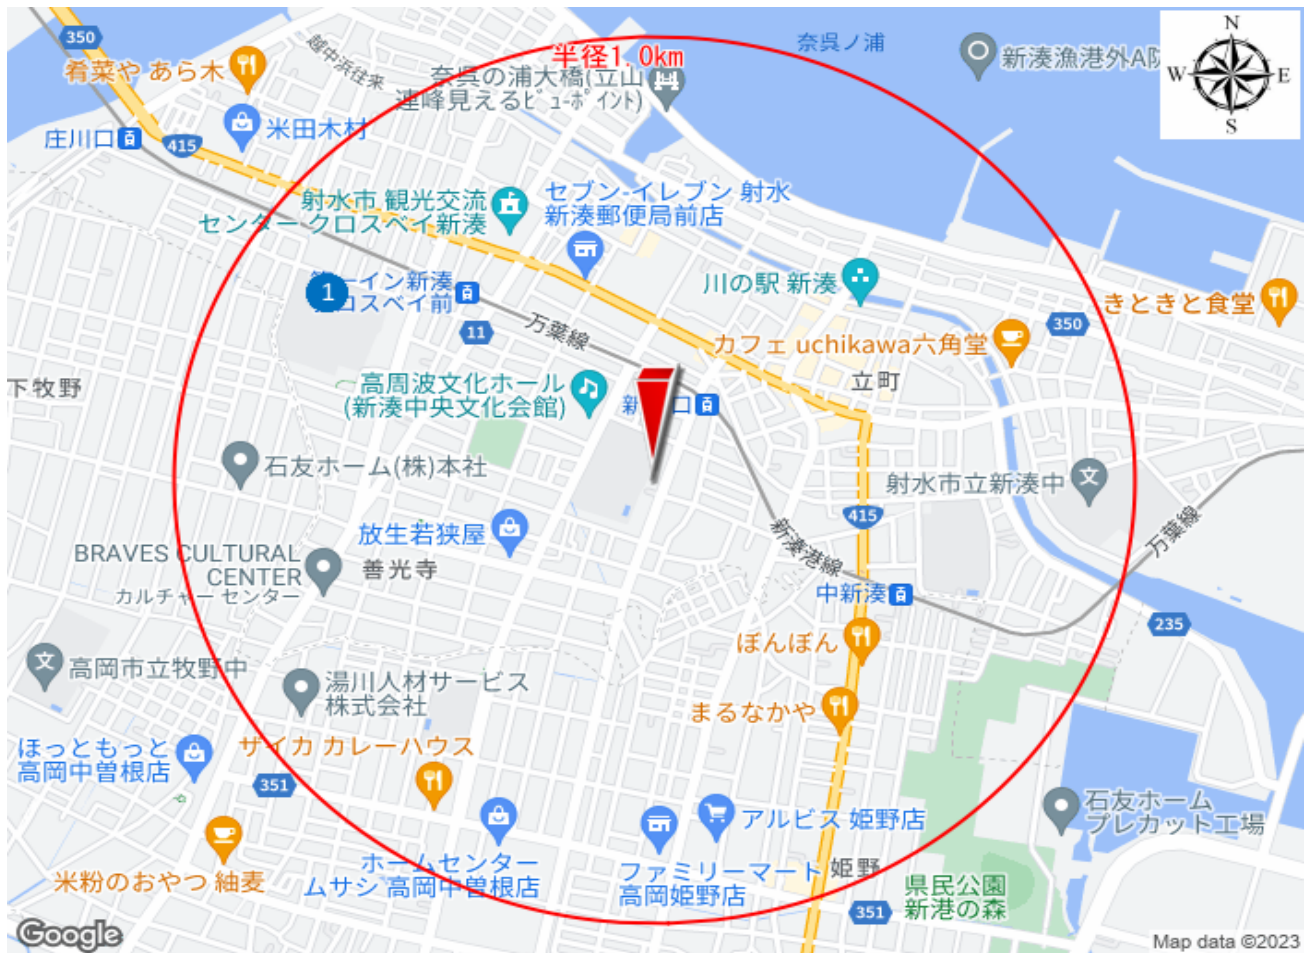 350
肴菜や あら木
越中浜往来
米田木材
庄川口
415
半径1.0km
奈呉の浦大橋(立山
連峰見えるビューポイント)
奈呉ノ浦
新湊漁港外A防
N
W
E
S
射水市 観光交流
センター クロスベイ新湊
セブン-イレブン 射水
新湊郵便局前店
川の駅 新湊
きときと食堂
350
1
ーイン新湊
ロスベイ前
11
万葉線
カフェ uchikawa六角堂
立町
下牧野
高周波文化ホール
(新湊中央文化会館)
新
口
石友ホーム(株)本社
射水市立新湊中
放生若狭屋
415
新湊港線
万葉線
BRAVES CULTURAL
CENTER
カルチャー センター
善光寺
中新湊
235
ぼんぼん
高岡市立牧野中
湯川人材サービス
株式会社
まるなかや
ほっともっと
高岡中曽根店
ザイカ カレーハウス
351
石友ホーム
プレカット工場
アルビス 姫野店
米粉のおやつ 紬麦
ホームセンター
ムサシ 高岡中曽根店
ファミリーマート
高岡姫野店
姫野
県民公園
新港の森
351
Google
Map data ©2023